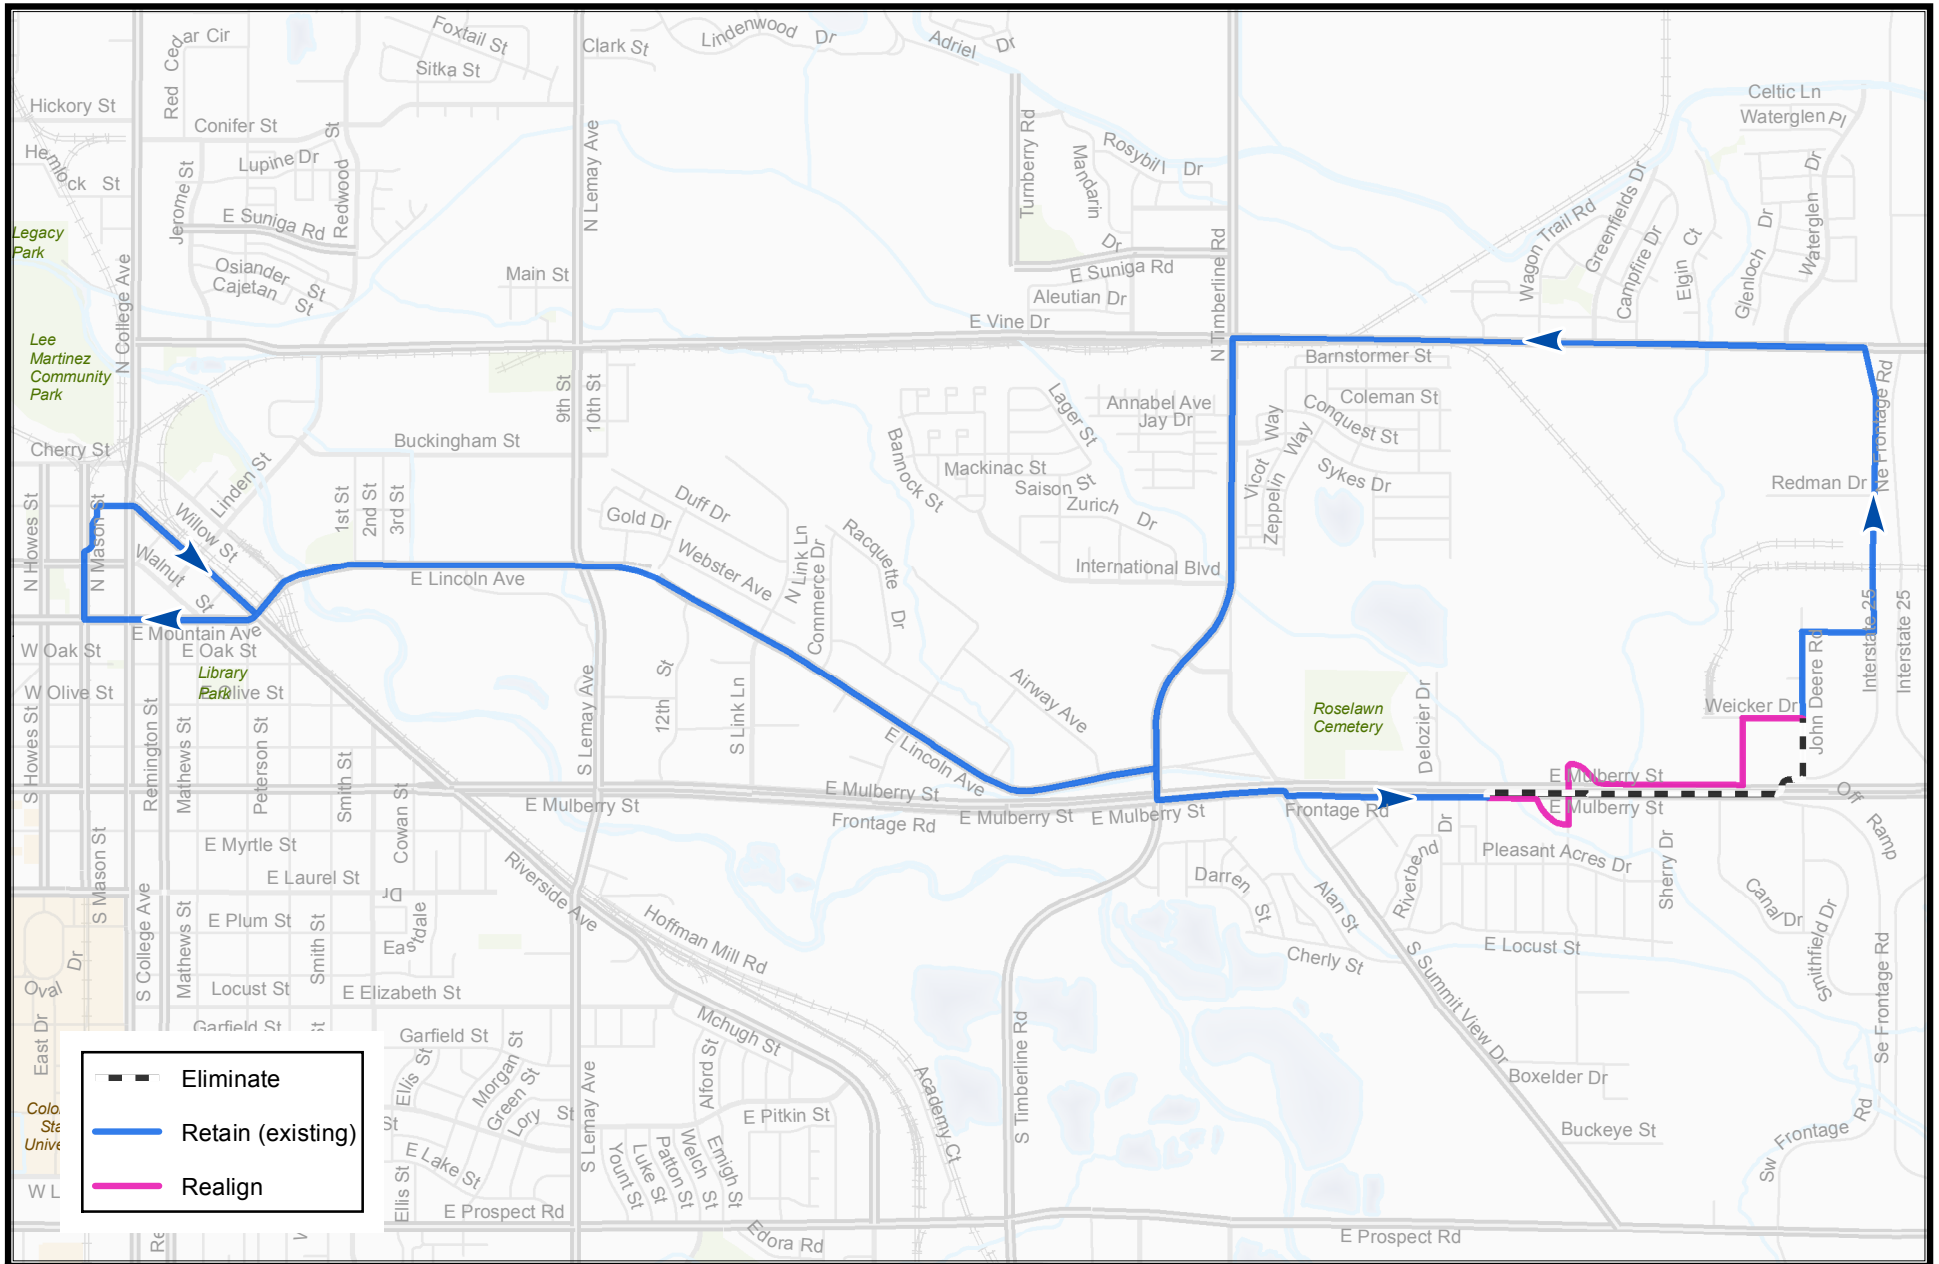 Red Cedar Cir
Foxtail St
Sitka St
Clark St
Lindenwood Dr
Adriel Dr
Hickory St
Conifer St
Lupine Dr
Redwood St
Hemlock St
Jerome St
E Suniga Rd
N Lemay Ave
Turnberry Rd
Mandarin Dr
Rosybill Dr
Celtic Ln
Waterglen Pl
Waterglen Dr
Wagon Trail Rd
Greenfields Dr
Campfire Dr
Elgin Ct
Glenloch Dr
Legacy
Park
Osiander St
Cajetan St
Main St
E Suniga Rd
Aleutian Dr
N Timberline Rd
N College Ave
E Vine Dr
Lee
Martinez
Community
Park
Barnstormer St
Coleman St
Conquest St
Sykes Dr
Vicot Way
Zeppelin Way
Ne Frontage Rd
Redman Dr
9th St
10th St
Annabel Ave
Jay Dr
Lager St
Bannock St
Mackinac St
Saison St
Zurich Dr
International Blvd
Cherry St
Buckingham St
Linden St
Willow St
Walnut St
N Howes St
N Mason St
1st St
2nd St
3rd St
Gold Dr
Duff Dr
Webster Ave
N Link Ln
Commerce Dr
Racquette Dr
E Lincoln Ave
E Mountain Ave
W Oak St
E Oak St
Library
Park
W Olive St
E Olive St
S Howes St
Remington St
Mathews St
Peterson St
Smith St
Cowan St
S Lemay Ave
12th St
S Link Ln
Airway Ave
E Lincoln Ave
Roselawn
Cemetery
Delozier Dr
Weicker Dr
John Deere Rd
Interstate 25
Interstate 25
E Mulberry St
E Mulberry St
Frontage Rd
E Mulberry St
E Mulberry St
Frontage Rd
E Mulberry St
E Mulberry St
Off Ramp
E Myrtle St
E Laurel St
E Plum St
Eastdale Dr
Riverside Ave
Hoffman Mill Rd
S Mason St
S College Ave
Mathews St
Smith St
Locust St
E Elizabeth St
Darren St
Alan St
Cherly St
Riverbend Dr
Pleasant Acres Dr
Sherry Dr
E Locust St
Canal Dr
Smithfield Dr
Se Frontage Rd
S Summit View Dr
Oval Dr
East Dr
Garfield St
St
Garfield St
Ellis St
Morgan St
Green St
Lory St
St
Mchugh St
Alford St
E Pitkin St
Academy Ct
S Timberline Rd
Boxelder Dr
Buckeye St
Sw Frontage Rd
Colo
Sta
Unive
W L
E Lake St
Ellis St
S Lemay Ave
Yount St
Luke St
Patton St
Welch St
Emigh St
E Prospect Rd
Edora Rd
E Prospect Rd
Re
Eliminate
Retain (existing)
Realign